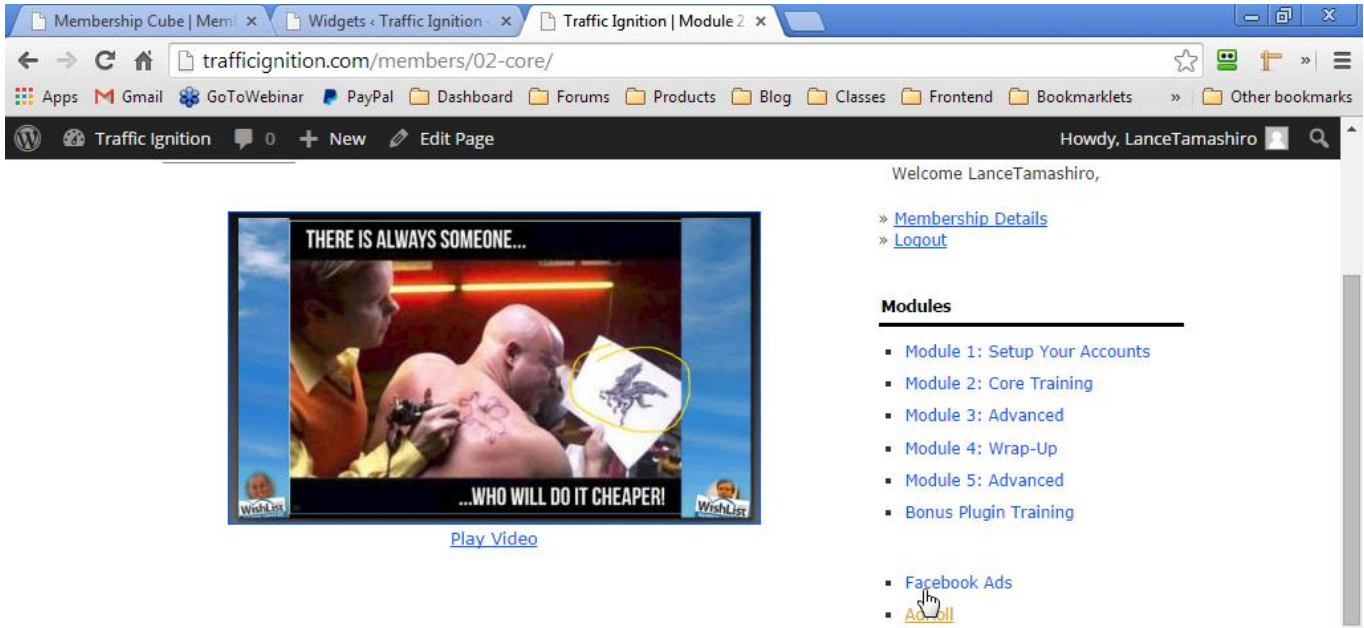 Membership Cube | Mem
Widgets ‹ Traffic Ignition -
Traffic Ignition | Module 2
trafficignition.com/members/02-core/
Apps
Gmail
GoToWebinar
PayPal
Dashboard
Forums
Products
Blog
Classes
Frontend
Bookmarklets
»
Other bookmarks
Traffic Ignition
0
+ New
Edit Page
Howdy, LanceTamashiro
Welcome LanceTamashiro,
» Membership Details
» Logout
THERE IS ALWAYS SOMEONE...
...WHO WILL DO IT CHEAPER!
WishList
WishList
Play Video
Modules
Module 1: Setup Your Accounts
Module 2: Core Training
Module 3: Advanced
Module 4: Wrap-Up
Module 5: Advanced
Bonus Plugin Training
Facebook Ads